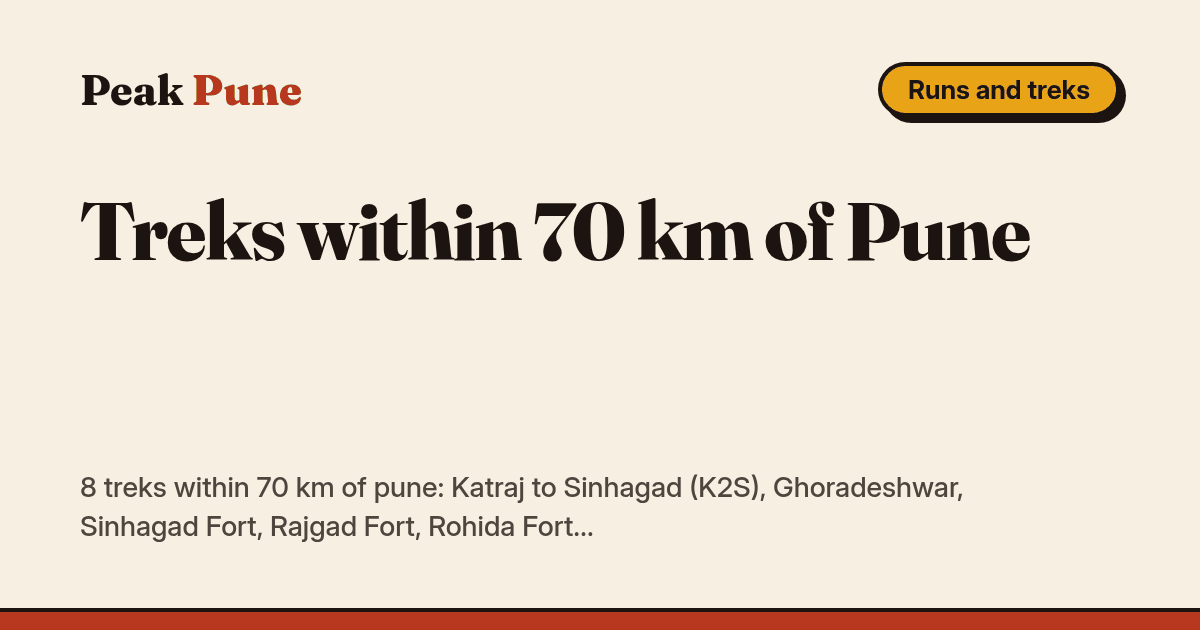 Peak Pune
Runs and treks
Treks within 70 km of Pune
8 treks within 70 km of pune: Katraj to Sinhagad (K2S), Ghoradeshwar,
Sinhagad Fort, Rajgad Fort, Rohida Fort...